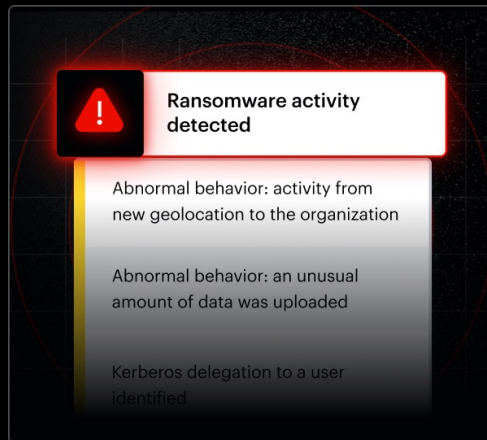 Ransomware activity
detected
Abnormal behavior: activity from
new geolocation to the organization
Abnormal behavior: an unusual
amount of data was uploaded
Kerberos delegation to a user
identified